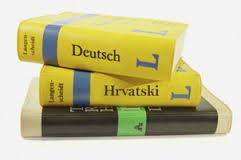 Langen-
scheidt
Deutsch
L
Langen-
scheidt
Hrvatski
L